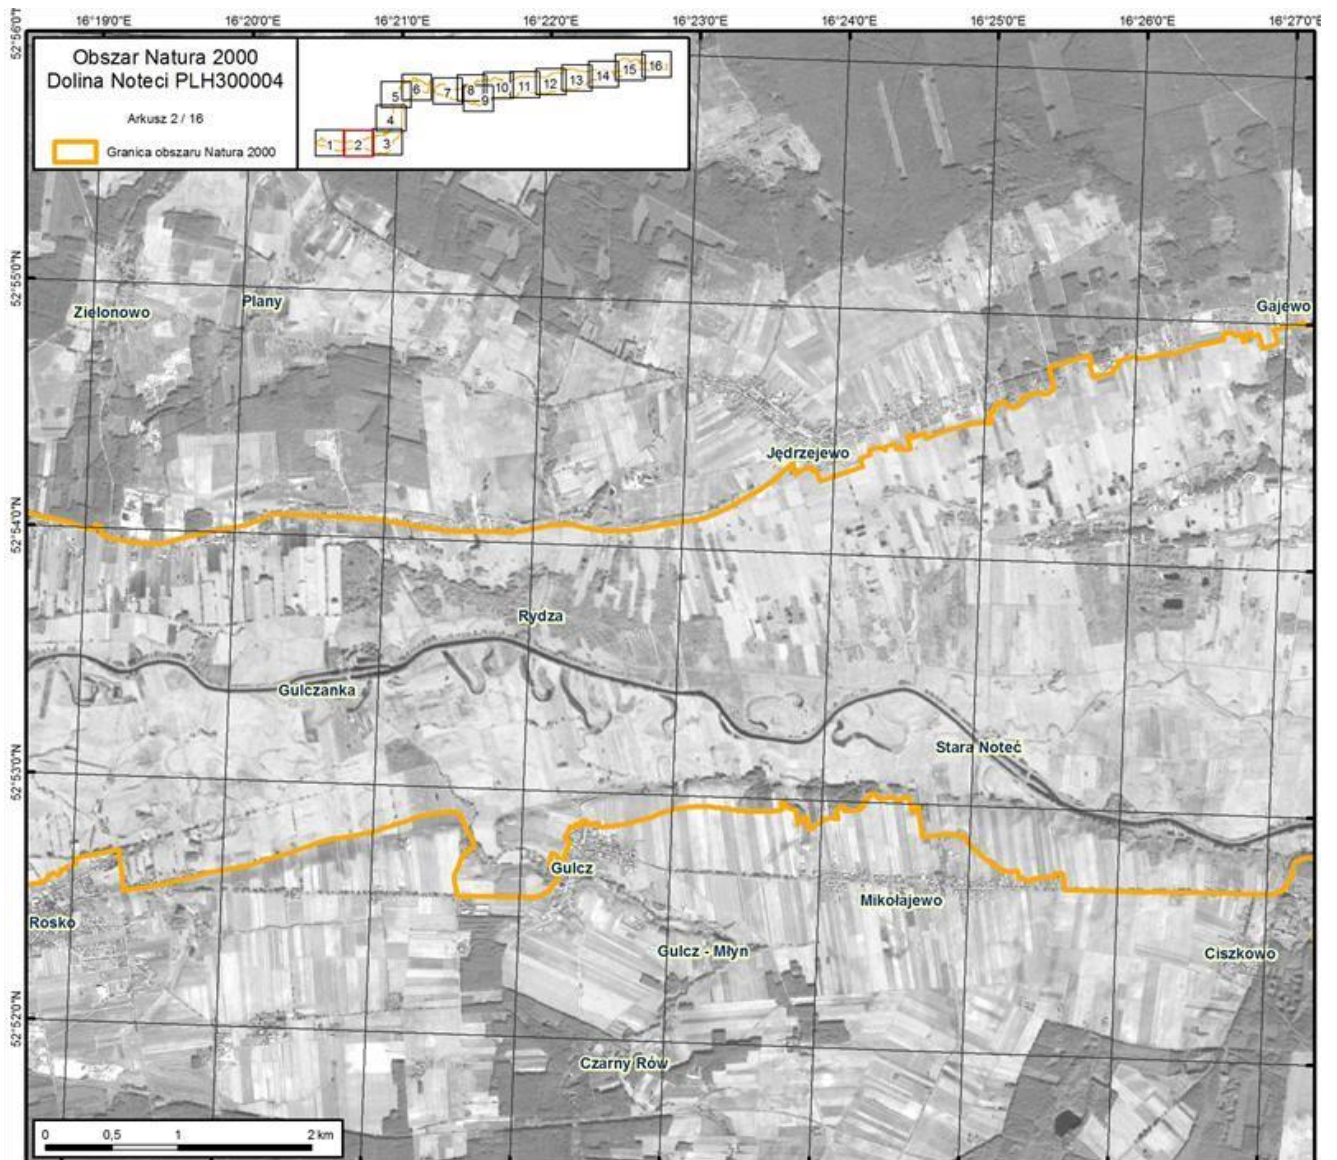 16°19'0"E 16°20'0"E 16°21'0"E 16°22'0"E 16°23'0"E 16°24'0"E 16°25'0"E 16°26'0"E 16°27'0"E
52°56'0"N
Obszar Natura 2000
Dolina Noteci PLH300004
Arkusz 2 / 16
Granica obszaru Natura 2000
1 2 3 4 5 6 7 8 9 10 11 12 13 14 15 16
52°55'0"N
Zielonowo
Plany
Gajewo
Jędrzejewo
52°54'0"N
Rydza
Gulczanka
Stara Noteć
52°53'0"N
Gulcz
Mikołajewo
Rosko
Gulcz - Młyn
Ciszkowo
52°52'0"N
Czarny Rów
0 0,5 1 2 km